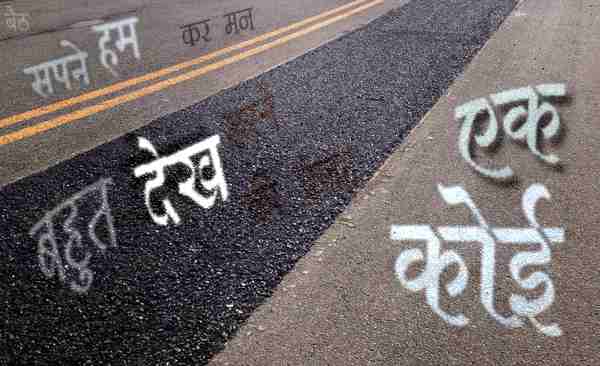 बैठ
सपने हम
कर मन
बहुत देख
एक
कोई